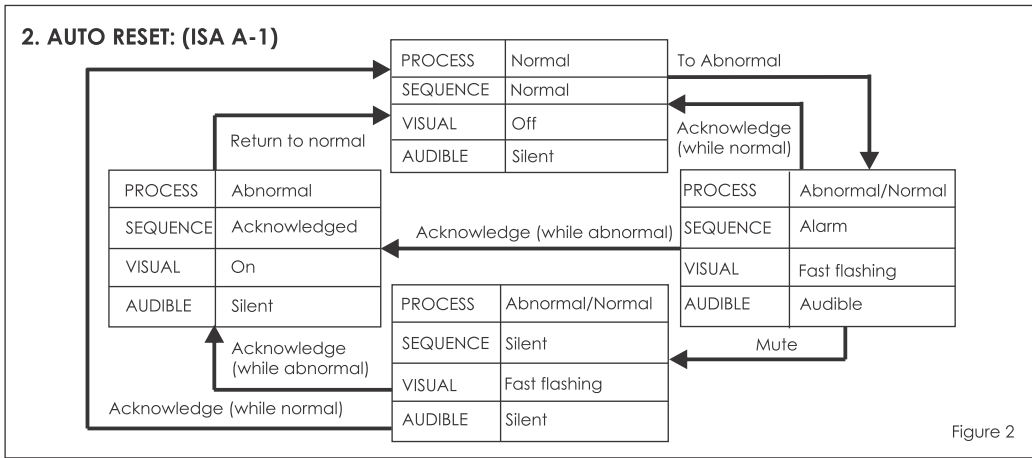 2. AUTO RESET: (ISA A-1)
PROCESS Normal
SEQUENCE Normal
VISUAL Off
AUDIBLE Silent
To Abnormal
Acknowledge
(while normal)
Return to normal
PROCESS Abnormal
SEQUENCE Acknowledged
VISUAL On
AUDIBLE Silent
Acknowledge (while abnormal)
PROCESS Abnormal/Normal
SEQUENCE Alarm
VISUAL Fast flashing
AUDIBLE Audible
Mute
PROCESS Abnormal/Normal
SEQUENCE Silent
VISUAL Fast flashing
AUDIBLE Silent
Acknowledge
(while abnormal)
Acknowledge (while normal)
Figure 2